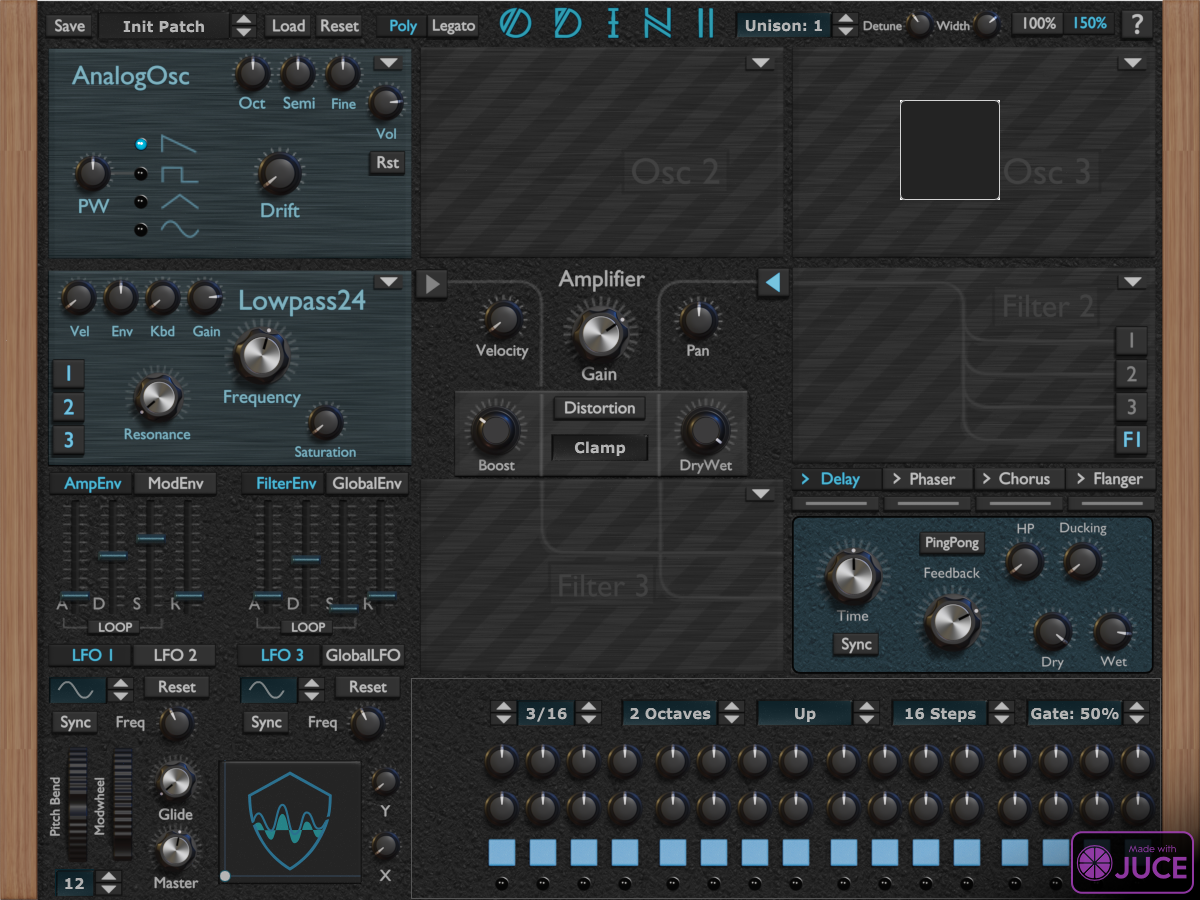 Save Init Patch Load Reset Poly Legato ODIN II Unison: 1 Detune Width 100% 150% ?
AnalogOsc
Oct Semi Fine
Vol
Rst
PW
Drift
Osc 2
Osc 3
Lowpass24
Vel Env Kbd Gain
Frequency
1
2
3
Resonance
Saturation
Amplifier
Velocity
Gain
Pan
Distortion
Clamp
Boost
DryWet
Filter 2
1
2
3
F1
Filter 3
AmpEnv ModEnv FilterEnv GlobalEnv
A D S R
LOOP
A D S R
LOOP
> Delay > Phaser > Chorus > Flanger
HP Ducking
PingPong
Feedback
Time
Sync
Dry Wet
LFO 1 LFO 2 LFO 3 GlobalLFO
Reset
Sync Freq
Reset
Sync Freq
Pitch Bend
Modwheel
Glide
Master
12
Y
X
3/16 2 Octaves Up 16 Steps Gate: 50%
Made with
JUCE